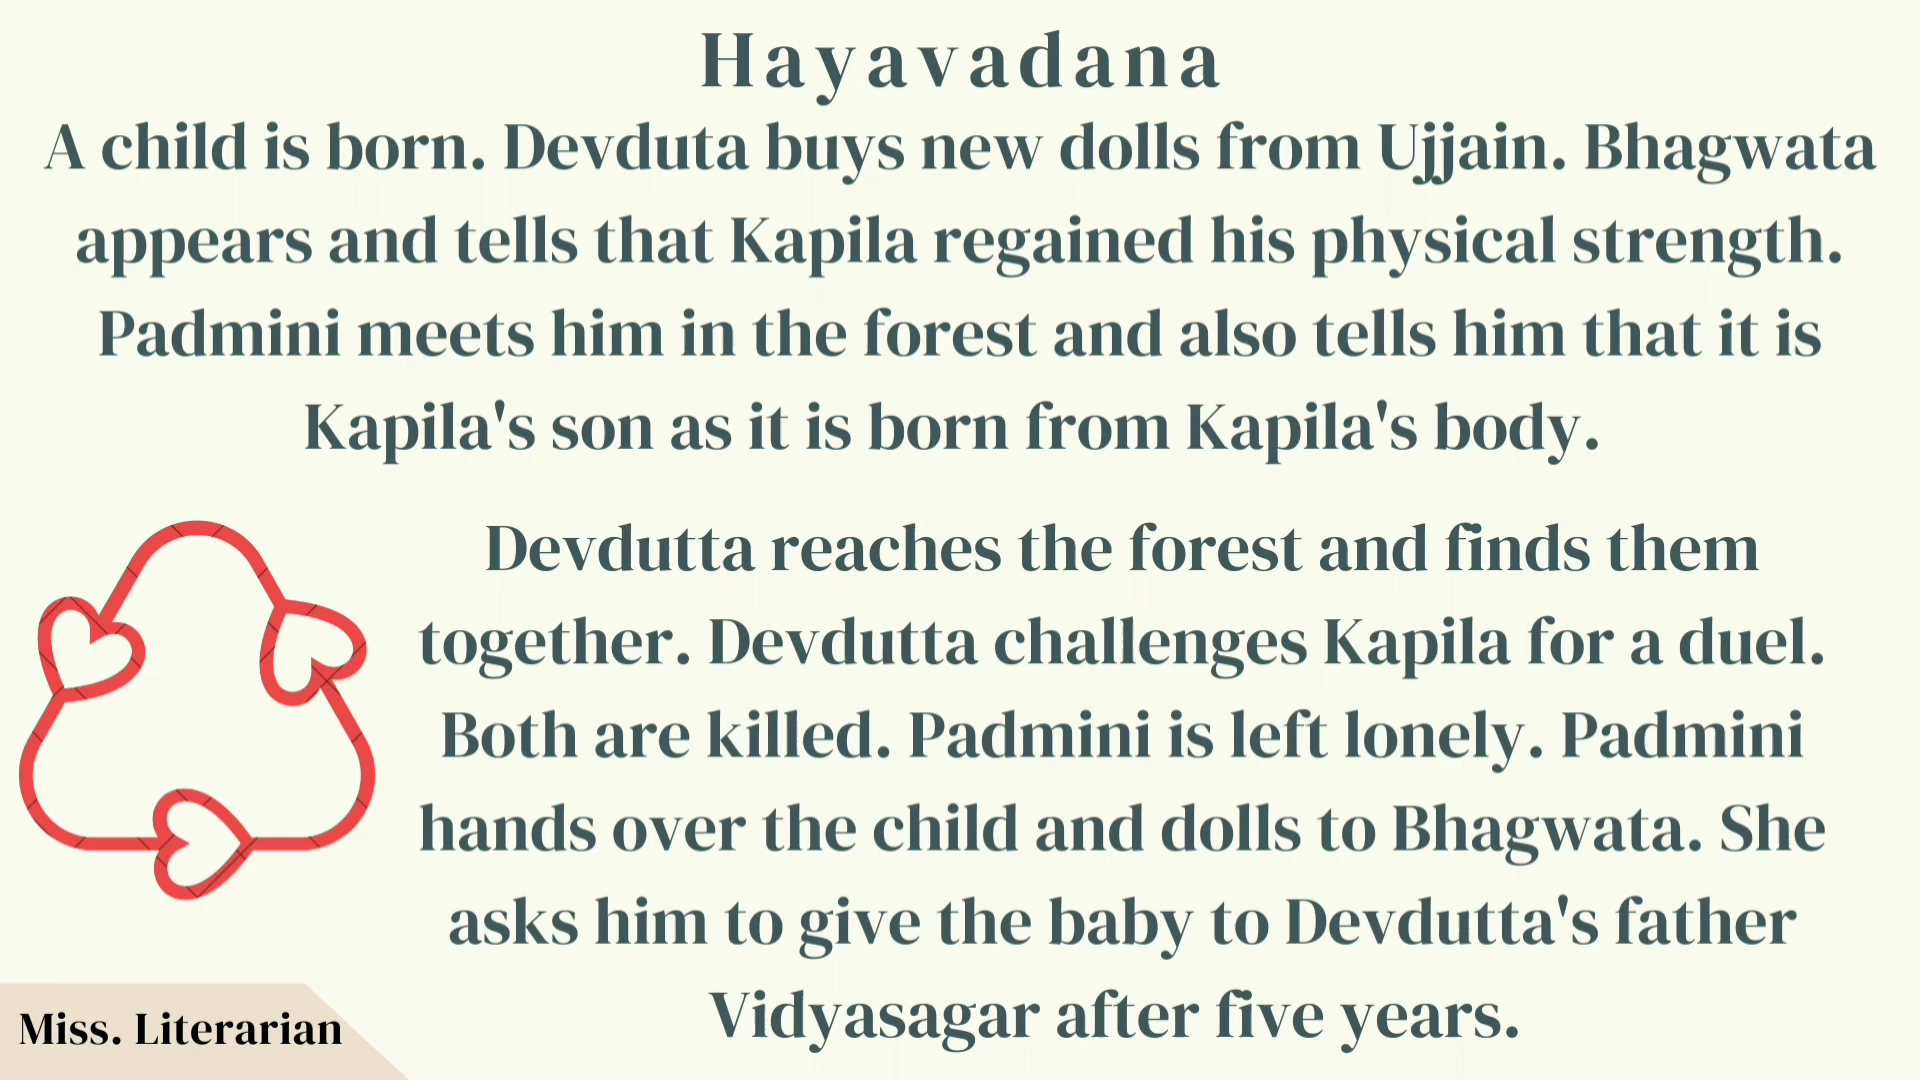 Hayavadana
A child is born. Devduta buys new dolls from Ujjain. Bhagwata
appears and tells that Kapila regained his physical strength.
Padmini meets him in the forest and also tells him that it is
Kapila's son as it is born from Kapila's body.
Devdutta reaches the forest and finds them
together. Devdutta challenges Kapila for a duel.
Both are killed. Padmini is left lonely. Padmini
hands over the child and dolls to Bhagwata. She
asks him to give the baby to Devdutta's father
Vidyasagar after five years.
Miss. Literarian